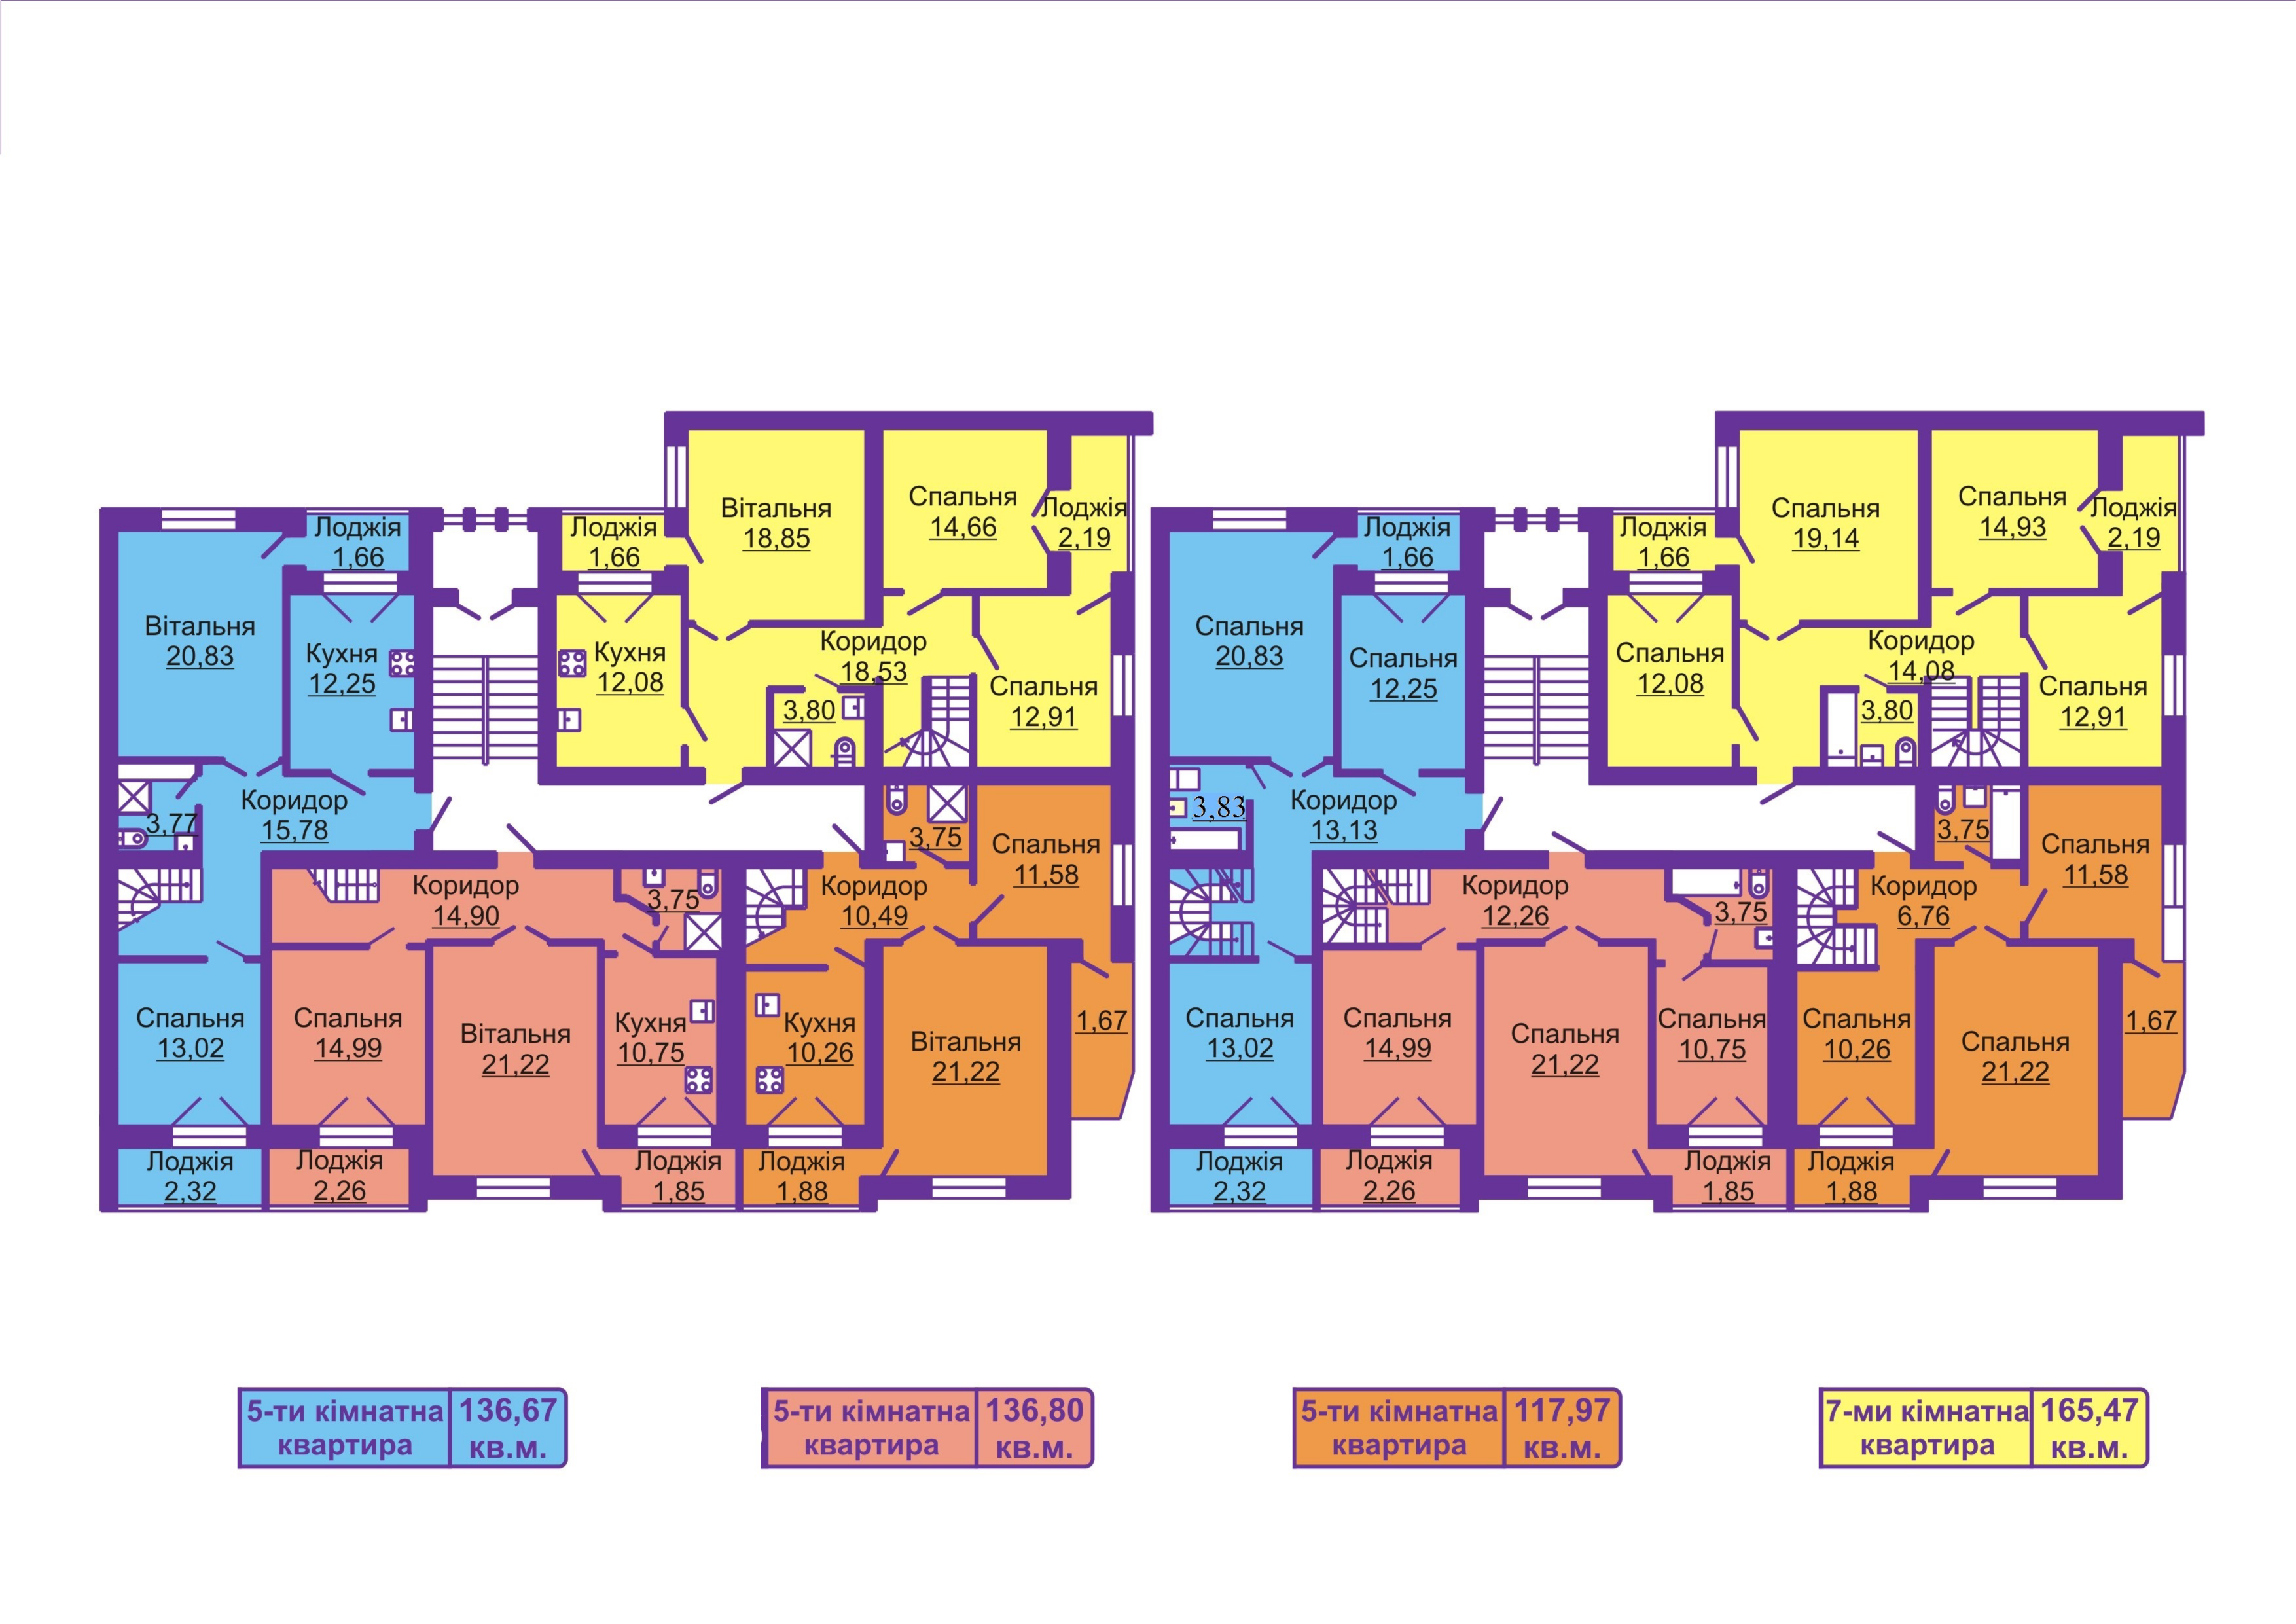 Лоджія
1,66
Вітальня
20,83
Кухня
12,25
3,77
Коридор
15,78
Спальня
13,02
Лоджія
2,32
Коридор
14,90
3,75
Спальня
14,99
Вітальня
21,22
Кухня
10,75
Лоджія
2,26
Лоджія
1,85
Лоджія
1,66
Вітальня
18,85
Спальня
14,66
Лоджія
2,19
Кухня
12,08
Коридор
18,53
3,80
Спальня
12,91
3,75
Спальня
11,58
Коридор
10,49
Кухня
10,26
Вітальня
21,22
1,67
Лоджія
1,88
Лоджія
1,66
Спальня
20,83
Спальня
12,25
3,83
Коридор
13,13
Спальня
13,02
Лоджія
2,32
Коридор
12,26
3,75
Спальня
14,99
Спальня
21,22
Спальня
10,75
Лоджія
2,26
Лоджія
1,85
Лоджія
1,66
Спальня
19,14
Спальня
14,93
Лоджія
2,19
Спальня
12,08
Коридор
14,08
3,80
Спальня
12,91
3,75
Спальня
11,58
Коридор
6,76
Спальня
10,26
Спальня
21,22
1,67
Лоджія
1,88
5-ти кімнатна
квартира
136,67
кв.м.
5-ти кімнатна
квартира
136,80
кв.м.
5-ти кімнатна
квартира
117,97
кв.м.
7-ми кімнатна
квартира
165,47
кв.м.